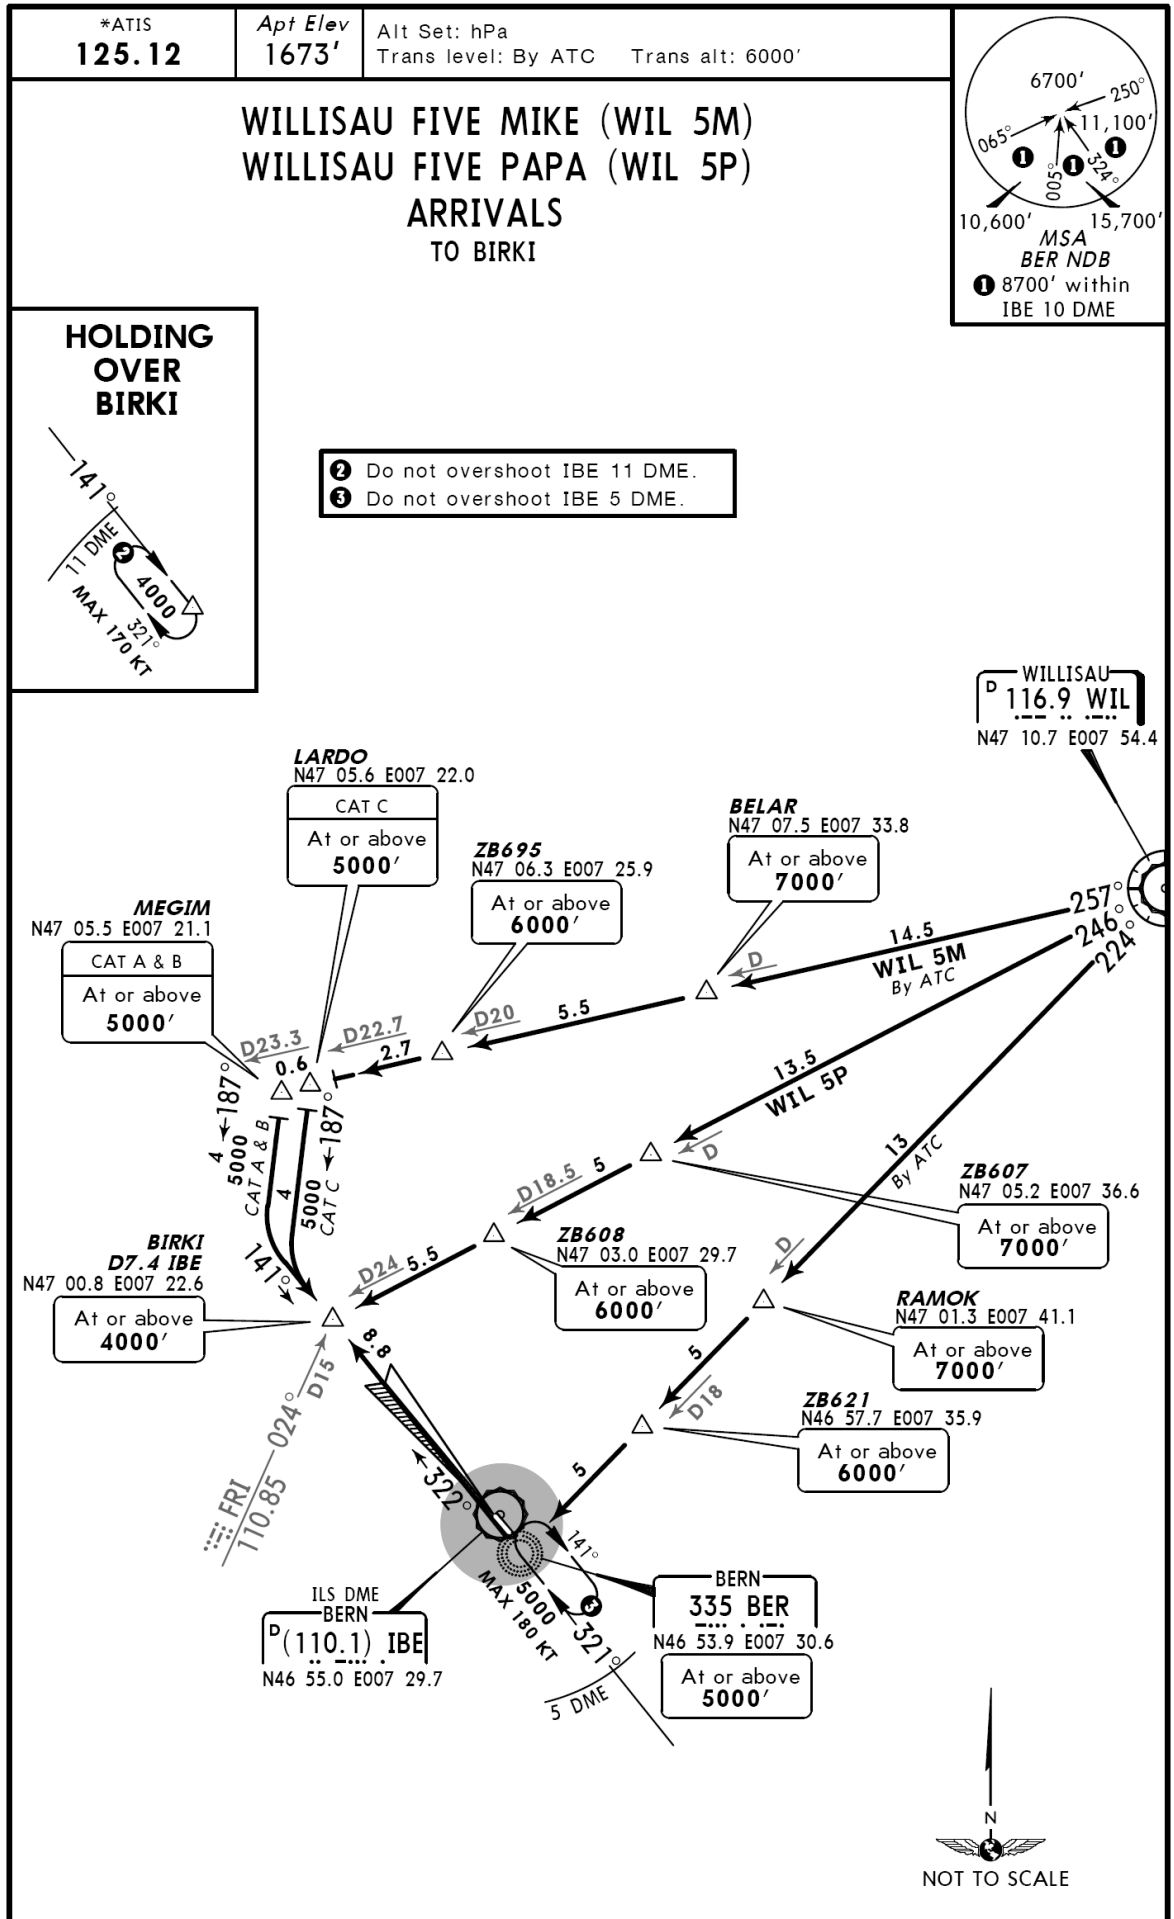 *ATIS
125.12
Apt Elev
1673'
Alt Set: hPa
Trans level: By ATC Trans alt: 6000'
WILLISAU FIVE MIKE (WIL 5M)
WILLISAU FIVE PAPA (WIL 5P)
ARRIVALS
TO BIRKI
6700'
250°
065°
11,100'
1
1
1
005°
324°
10,600'
15,700'
MSA
BER NDB
1 8700' within
IBE 10 DME
HOLDING
OVER
BIRKI
141°
11 DME
2
4000
321°
MAX 170 KT
2 Do not overshoot IBE 11 DME.
3 Do not overshoot IBE 5 DME.
WILLISAU
D 116.9 WIL
N47 10.7 E007 54.4
LARDO
N47 05.6 E007 22.0
CAT C
At or above
5000'
BELAR
N47 07.5 E007 33.8
At or above
7000'
ZB695
N47 06.3 E007 25.9
At or above
6000'
MEGIM
N47 05.5 E007 21.1
CAT A & B
At or above
5000'
257°
246°
224°
14.5
WIL 5M
By ATC
D
5.5
D20
D22.7
2.7
D23.3
0.6
187°
4
5000
CAT A & B
187°
4
5000
CAT C
13.5
WIL 5P
D
13
By ATC
D
5
D18.5
5.5
D24
141°
ZB607
N47 05.2 E007 36.6
At or above
7000'
ZB608
N47 03.0 E007 29.7
At or above
6000'
BIRKI
D7.4 IBE
N47 00.8 E007 22.6
At or above
4000'
RAMOK
N47 01.3 E007 41.1
At or above
7000'
5
D18
ZB621
N46 57.7 E007 35.9
At or above
6000'
5
8.8
D15
024°
FRI
110.85
322°
141°
5000
MAX 180 KT
3
321°
5 DME
ILS DME
BERN
D (110.1) IBE
N46 55.0 E007 29.7
BERN
335 BER
N46 53.9 E007 30.6
At or above
5000'
N
NOT TO SCALE